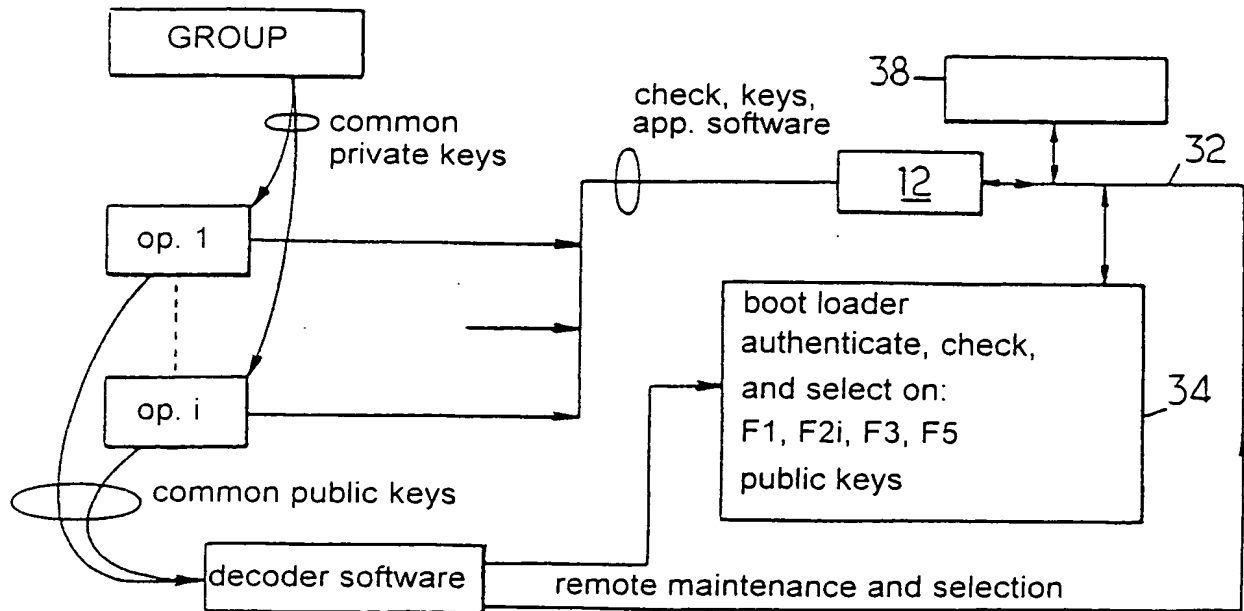 GROUP
common
private keys
check, keys,
app. software
38
12
32
op. 1
boot loader
authenticate, check,
and select on:
F1, F2i, F3, F5
public keys
34
op. i
common public keys
decoder software
remote maintenance and selection